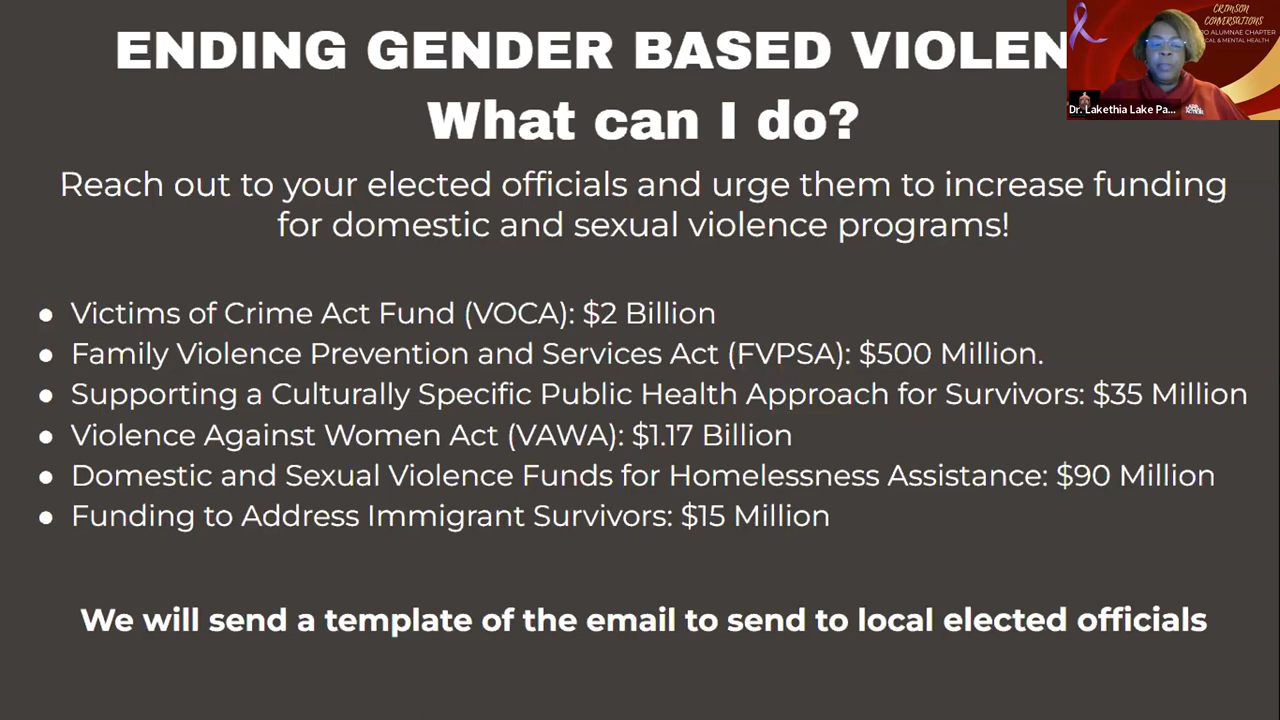 ENDING GENDER BASED VIOLEN
What can I do?
Reach out to your elected officials and urge them to increase funding
for domestic and sexual violence programs!
● Victims of Crime Act Fund (VOCA): $2 Billion
● Family Violence Prevention and Services Act (FVPSA): $500 Million.
● Supporting a Culturally Specific Public Health Approach for Survivors: $35 Million
● Violence Against Women Act (VAWA): $1.17 Billion
● Domestic and Sexual Violence Funds for Homelessness Assistance: $90 Million
● Funding to Address Immigrant Survivors: $15 Million
We will send a template of the email to send to local elected officials
CRIMSON
CONVERSATIONS
ALUMNAE CHAPTER
& MENTAL HEALTH
Dr. Lakethia Lake Pa...